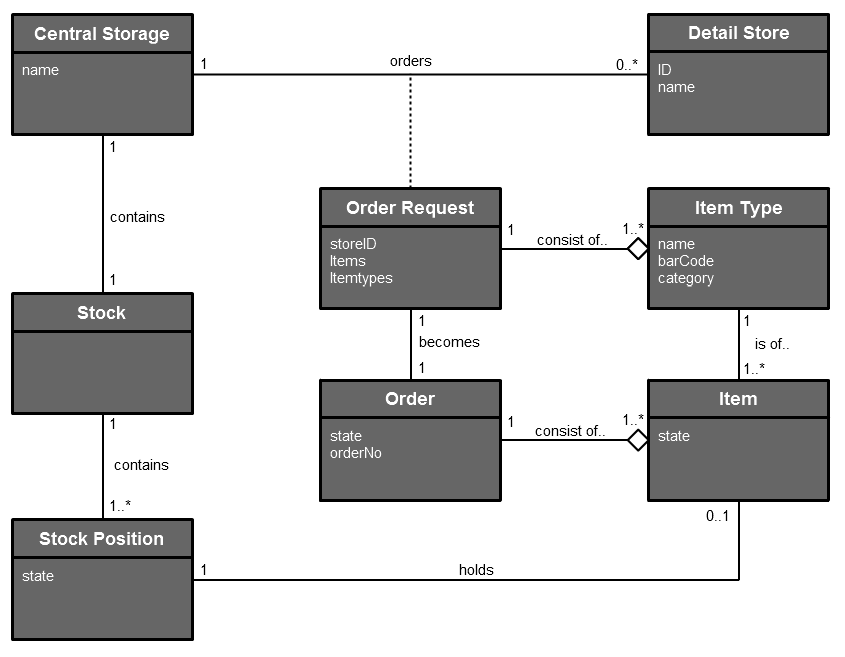 Central Storage
name
1
orders
0..*
Detail Store
ID
name
1
contains
1
Order Request
storeID
Items
Itemtypes
1
consist of..
1..*
Item Type
name
barCode
category
Stock
1
becomes
1
1
is of..
1..*
Order
state
orderNo
1
consist of..
1..*
Item
state
1
contains
1..*
Stock Position
state
1
holds
0..1